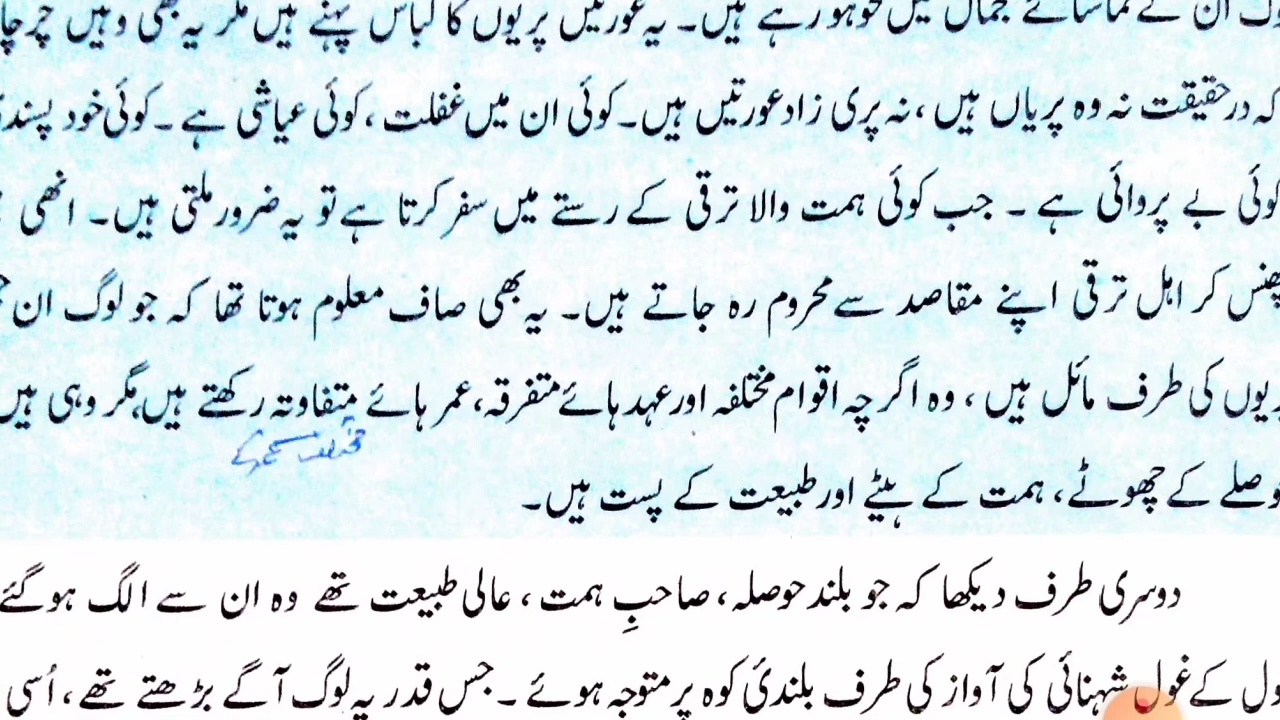 ان کے تماشائے جمال میں محو ہو رہے ہیں۔ یہ عورتیں پریوں کا لباس پہنے ہیں مگر یہ بھی وہیں چرچا
کہ درحقیقت نہ وہ پریاں ہیں، نہ پری زاد عورتیں ہیں۔ کوئی ان میں غفلت، کوئی عیاشی ہے۔ کوئی خود پسندی
کوئی بے پروائی ہے ۔ جب کوئی ہمت والا ترقی کے رستے میں سفر کرتا ہے تو یہ ضرور ملتی ہیں۔ انھی
پھنس کر اہل ترقی اپنے مقاصد سے محروم رہ جاتے ہیں۔ یہ بھی صاف معلوم ہوتا تھا کہ جو لوگ ان
پریوں کی طرف مائل ہیں، وہ اگرچہ اقوام مختلفہ اور عہد ہائے متفرقہ، عمر ہائے متفاوتہ رکھتے ہیں مگر وہی ہیں
مختلف
حوصلے کے چھوٹے، ہمت کے ہیٹے اور طبیعت کے پست ہیں۔
دوسری طرف دیکھا کہ جو بلند حوصلہ، صاحبِ ہمت، عالی طبیعت تھے وہ ان سے الگ ہو گئے
کے غول شہنائی کی آواز کی طرف بلندیٔ کوہ پر متوجہ ہوئے ۔ جس قدر یہ لوگ آگے بڑھتے تھے، اُسی